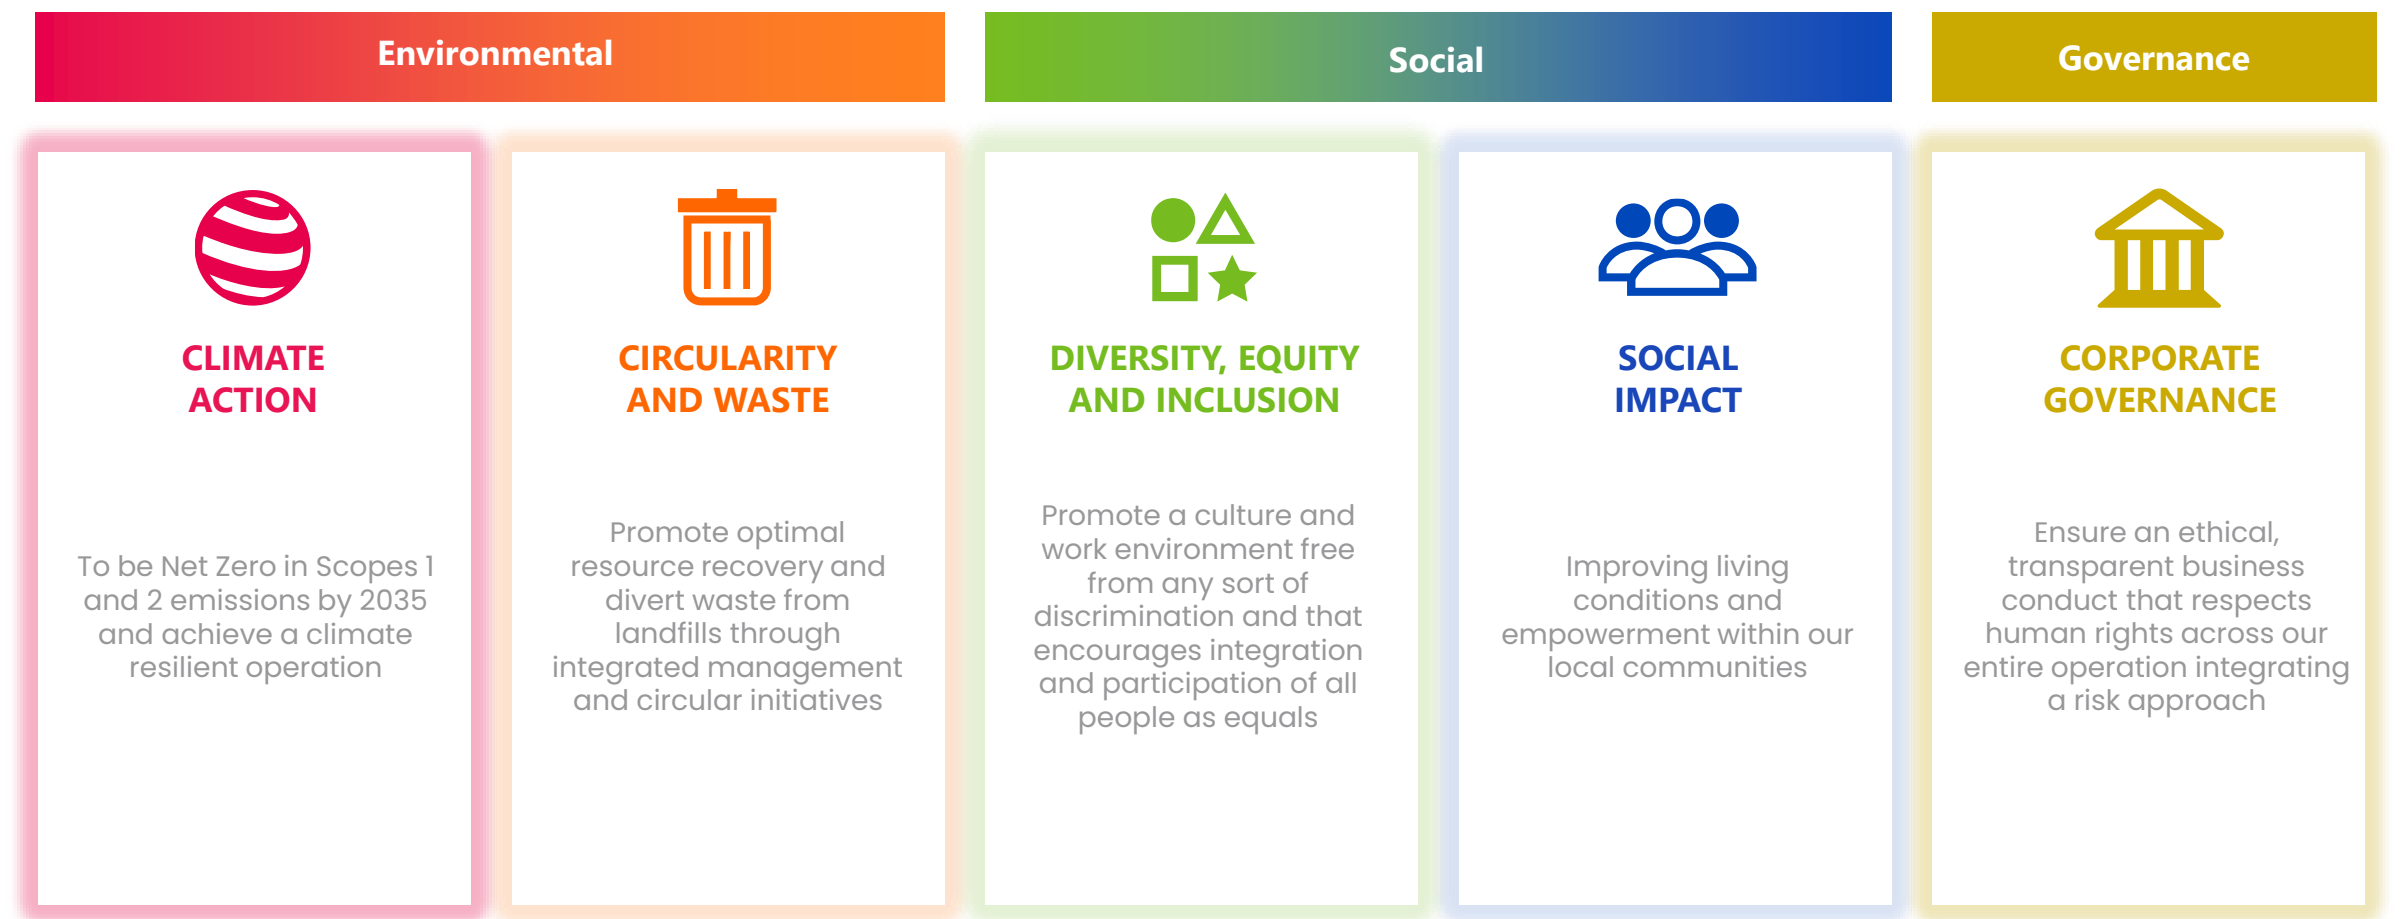 Environmental
Social
Governance
CLIMATE
ACTION
To be Net Zero in Scopes 1
and 2 emissions by 2035
and achieve a climate
resilient operation
CIRCULARITY
AND WASTE
Promote optimal
resource recovery and
divert waste from
landfills through
integrated management
and circular initiatives
DIVERSITY, EQUITY
AND INCLUSION
Promote a culture and
work environment free
from any sort of
discrimination and that
encourages integration
and participation of all
people as equals
SOCIAL
IMPACT
Improving living
conditions and
empowerment within our
local communities
CORPORATE
GOVERNANCE
Ensure an ethical,
transparent business
conduct that respects
human rights across our
entire operation integrating
a risk approach